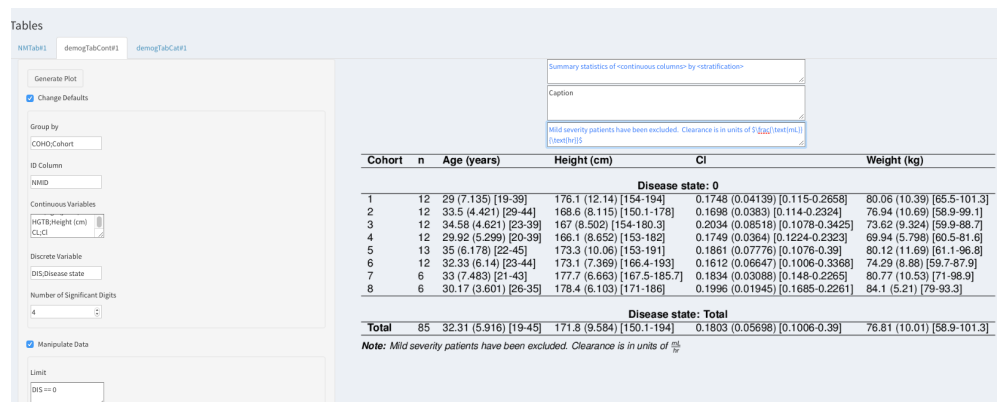 Tables
NMTab#1 demogTabCont#1 demogTabCat#1
Generate Plot
Change Defaults
Group by
COHO;Cohort
ID Column
NMID
Continuous Variables
HGTB;Height (cm)
CL;Cl
Discrete Variable
DIS;Disease state
Number of Significant Digits
4
Manipulate Data
Limit
DIS == 0
Summary statistics of <continuous columns> by <stratification>
Caption
Mild severity patients have been excluded. Clearance is in units of $\frac{\text{mL}}
{\text{hr}}$
Cohort n Age (years) Height (cm) Cl Weight (kg)
Disease state: 0
1 12 29 (7.135) [19-39] 176.1 (12.14) [154-194] 0.1748 (0.04139) [0.115-0.2658] 80.06 (10.39) [65.5-101.3]
2 12 33.5 (4.421) [29-44] 168.6 (8.115) [150.1-178] 0.1698 (0.0383) [0.114-0.2324] 76.94 (10.69) [58.9-99.1]
3 12 34.58 (4.621) [23-39] 167 (8.502) [154-180.3] 0.2034 (0.08518) [0.1078-0.3425] 73.62 (9.324) [59.9-88.7]
4 12 29.92 (5.299) [20-39] 166.1 (8.652) [153-182] 0.1749 (0.0364) [0.1224-0.2323] 69.94 (5.798) [60.5-81.6]
5 13 35 (6.178) [22-45] 173.3 (10.06) [153-191] 0.1861 (0.07776) [0.1076-0.39] 80.12 (11.69) [61.1-96.8]
6 12 32.33 (6.14) [23-44] 173.1 (7.369) [166.4-193] 0.1612 (0.06647) [0.1006-0.3368] 74.29 (8.88) [59.7-87.9]
7 6 33 (7.483) [21-43] 177.7 (6.663) [167.5-185.7] 0.1834 (0.03088) [0.148-0.2265] 80.77 (10.53) [71-98.9]
8 6 30.17 (3.601) [26-35] 178.4 (6.103) [171-186] 0.1996 (0.01945) [0.1685-0.2261] 84.1 (5.21) [79-93.3]
Disease state: Total
Total 85 32.31 (5.916) [19-45] 171.8 (9.584) [150.1-194] 0.1803 (0.05698) [0.1006-0.39] 76.81 (10.01) [58.9-101.3]
Note: Mild severity patients have been excluded. Clearance is in units of mL/hr